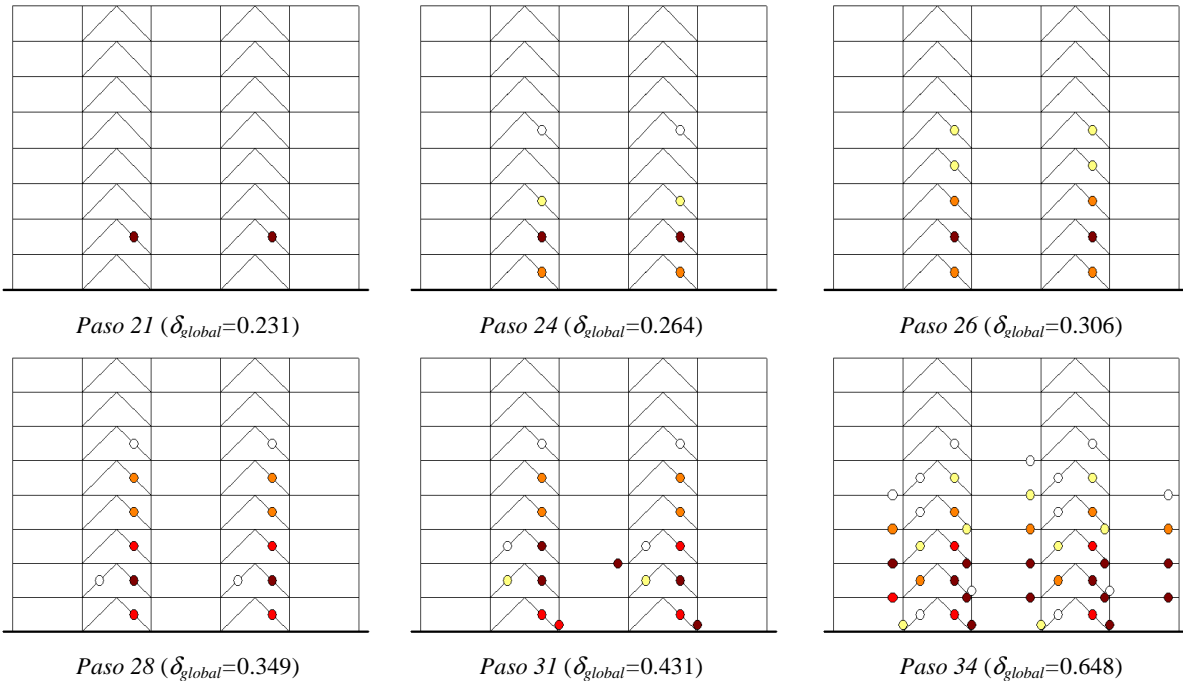 Paso 21 (δglobal=0.231)
Paso 24 (δglobal=0.264)
Paso 26 (δglobal=0.306)
Paso 28 (δglobal=0.349)
Paso 31 (δglobal=0.431)
Paso 34 (δglobal=0.648)